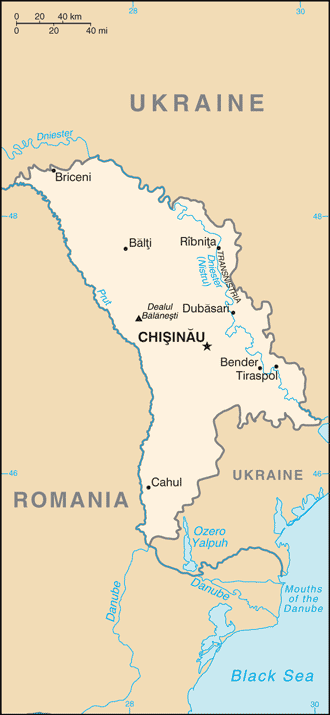 28
30
0 20 40 km
0 20 40 mi
UKRAINE
Dniester
Briceni
48
48
Bălţi
Rîbniţa
TRANSNISTRIA
Dniester
(Nistru)
Prut
Dealul
Bălăneşti
Dubăsari
CHIŞINĂU
Bender
Tiraspol
46
46
Cahul
UKRAINE
ROMANIA
Ozero
Yalpuh
Danube
Danube
Mouths
of the
Danube
Black Sea
28
30